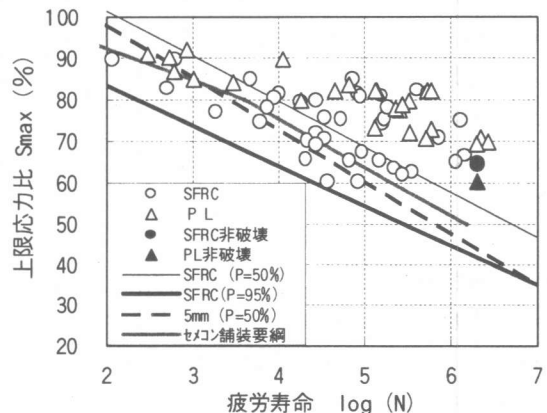 上限応力比 Smax (%)
100
90
80
70
60
50
40
30
20
SFRC
PL
SFRC非破壊
PL非破壊
SFRC (P=50%)
SFRC(P=95%)
5mm (P=50%)
セメコン舗装要綱
2 3 4 5 6 7
疲労寿命 log (N)